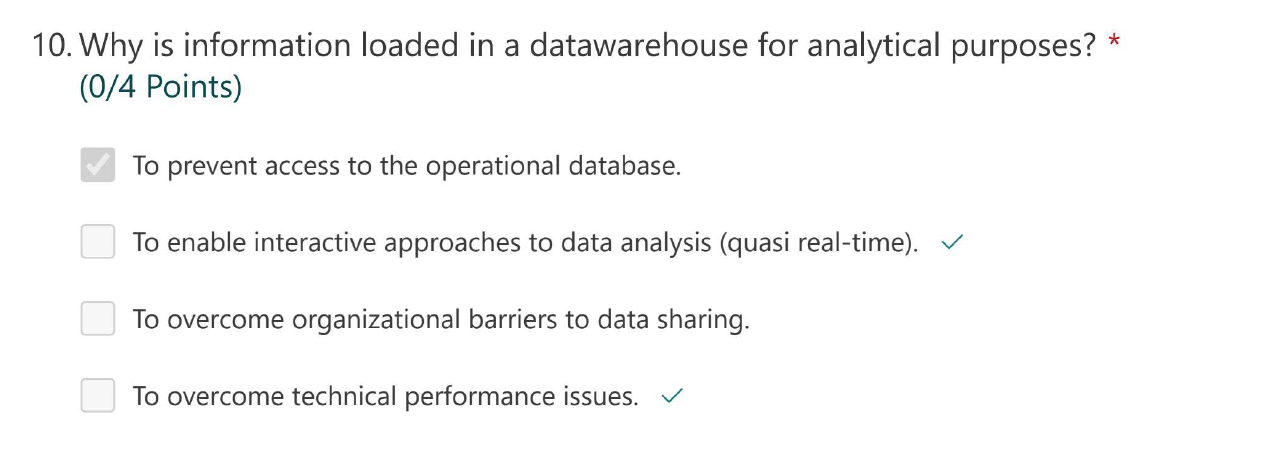 10. Why is information loaded in a datawarehouse for analytical purposes? *
(0/4 Points)
To prevent access to the operational database.
To enable interactive approaches to data analysis (quasi real-time).
To overcome organizational barriers to data sharing.
To overcome technical performance issues.